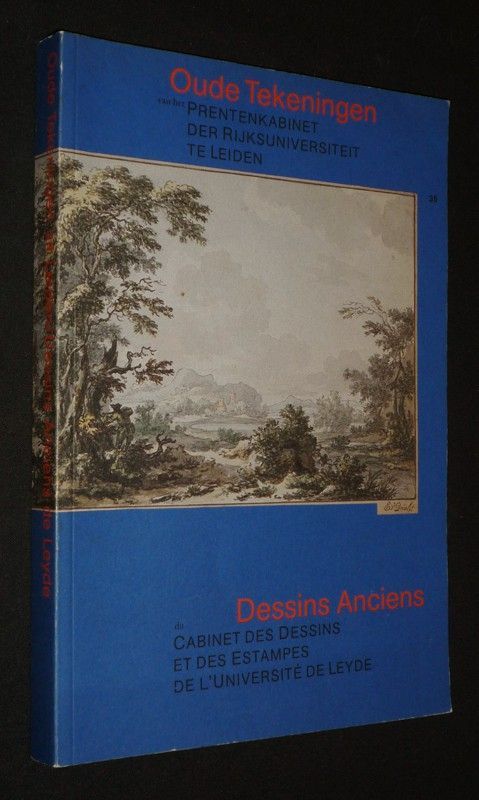 Oude Tekeningen
van het
PRENTENKABINET
DER RIJKSUNIVERSITEIT
TE LEIDEN
35
Dessins Anciens
du
CABINET DES DESSINS
ET DES ESTAMPES
DE L'UNIVERSITÉ DE LEYDE